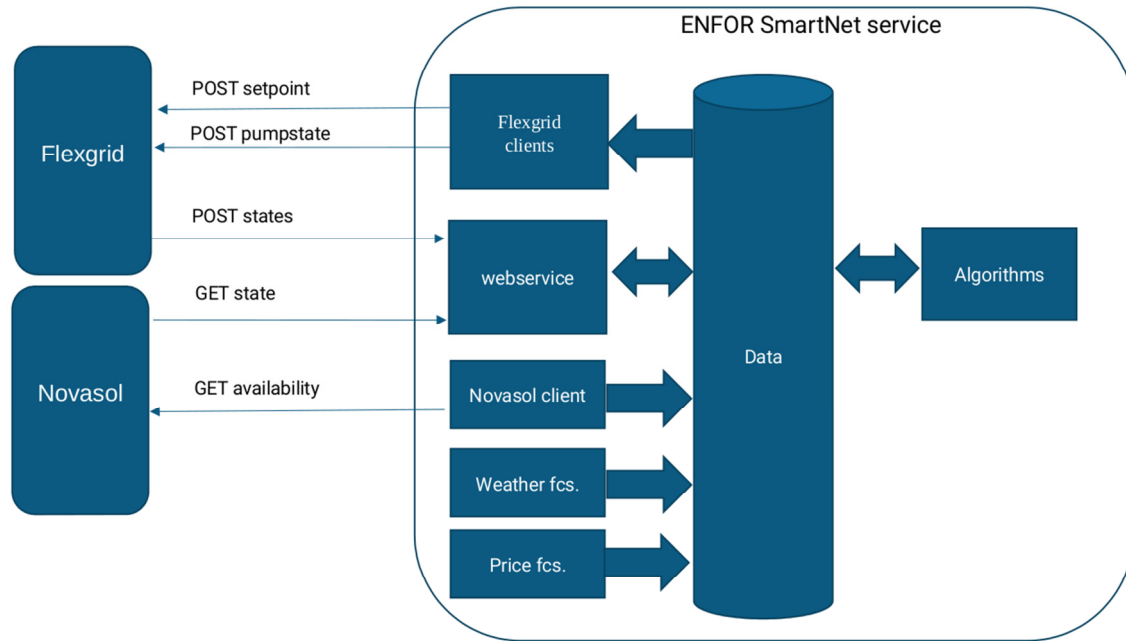 ENFOR SmartNet service
POST setpoint
POST pumpstate
Flexgrid
Flexgrid
clients
POST states
GET state
webservice
Algorithms
Data
Novasol
GET availability
Novasol client
Weather fcs.
Price fcs.